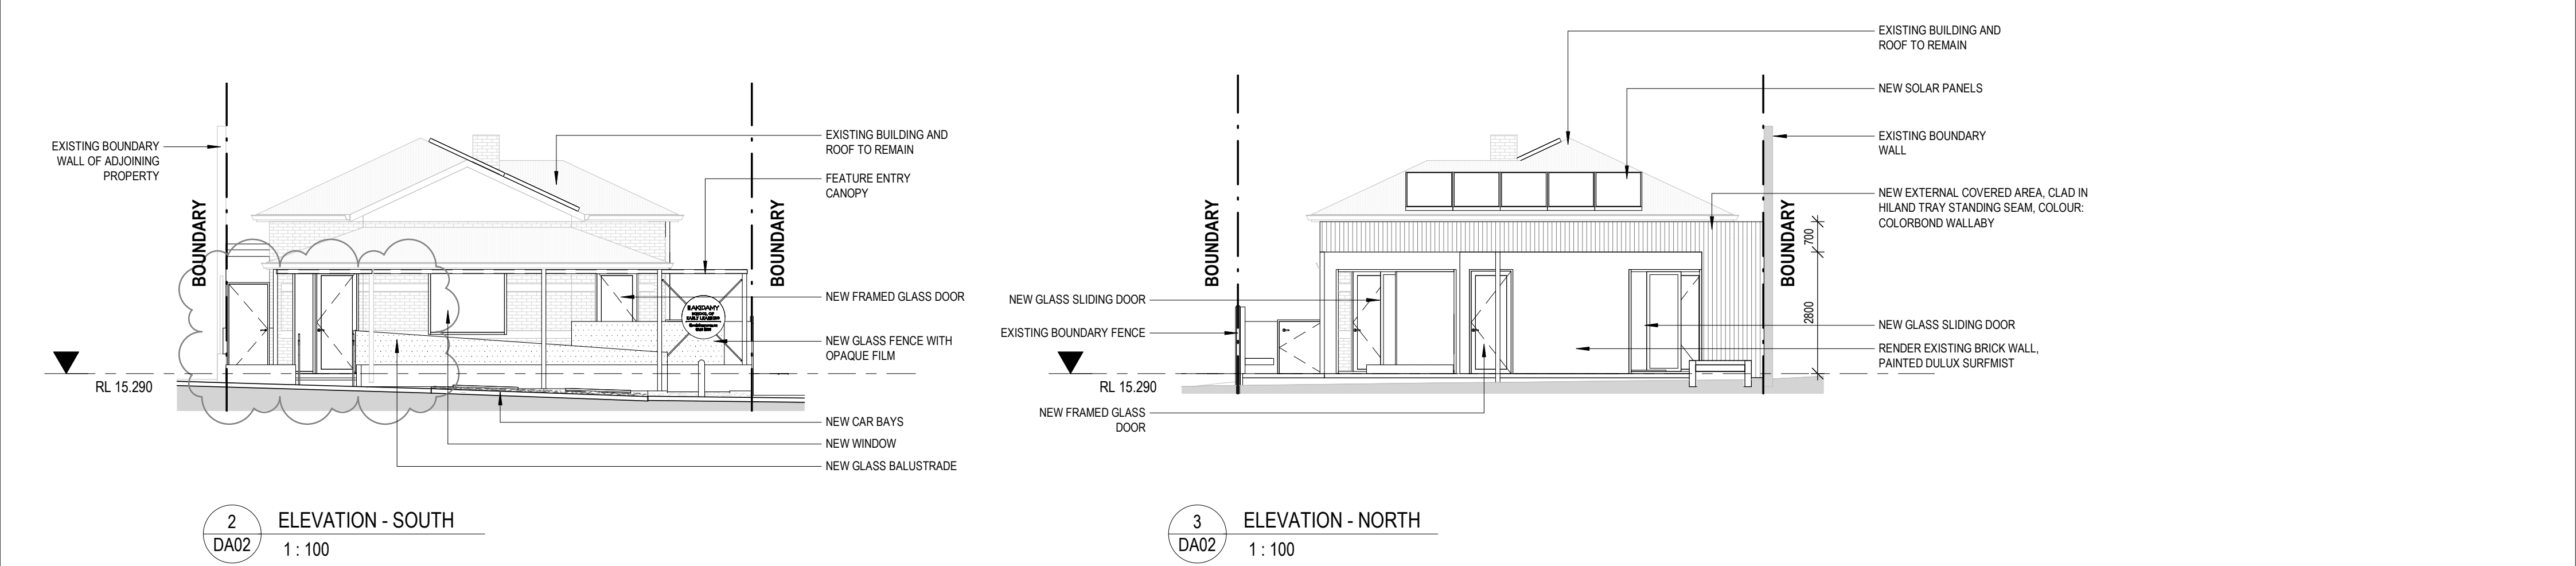 EXISTING BOUNDARY
WALL OF ADJOINING
PROPERTY
BOUNDARY
BOUNDARY
RL 15.290
EXISTING BUILDING AND
ROOF TO REMAIN
FEATURE ENTRY
CANOPY
NEW FRAMED GLASS DOOR
NEW GLASS FENCE WITH
OPAQUE FILM
NEW CAR BAYS
NEW WINDOW
NEW GLASS BALUSTRADE
SCHOOL OF
EARLY LEARNING
2
DA02
ELEVATION - SOUTH
1 : 100
BOUNDARY
BOUNDARY
NEW GLASS SLIDING DOOR
EXISTING BOUNDARY FENCE
RL 15.290
NEW FRAMED GLASS
DOOR
EXISTING BUILDING AND
ROOF TO REMAIN
NEW SOLAR PANELS
EXISTING BOUNDARY
WALL
NEW EXTERNAL COVERED AREA, CLAD IN
HILAND TRAY STANDING SEAM, COLOUR:
COLORBOND WALLABY
700
2800
NEW GLASS SLIDING DOOR
RENDER EXISTING BRICK WALL,
PAINTED DULUX SURFMIST
3
DA02
ELEVATION - NORTH
1 : 100